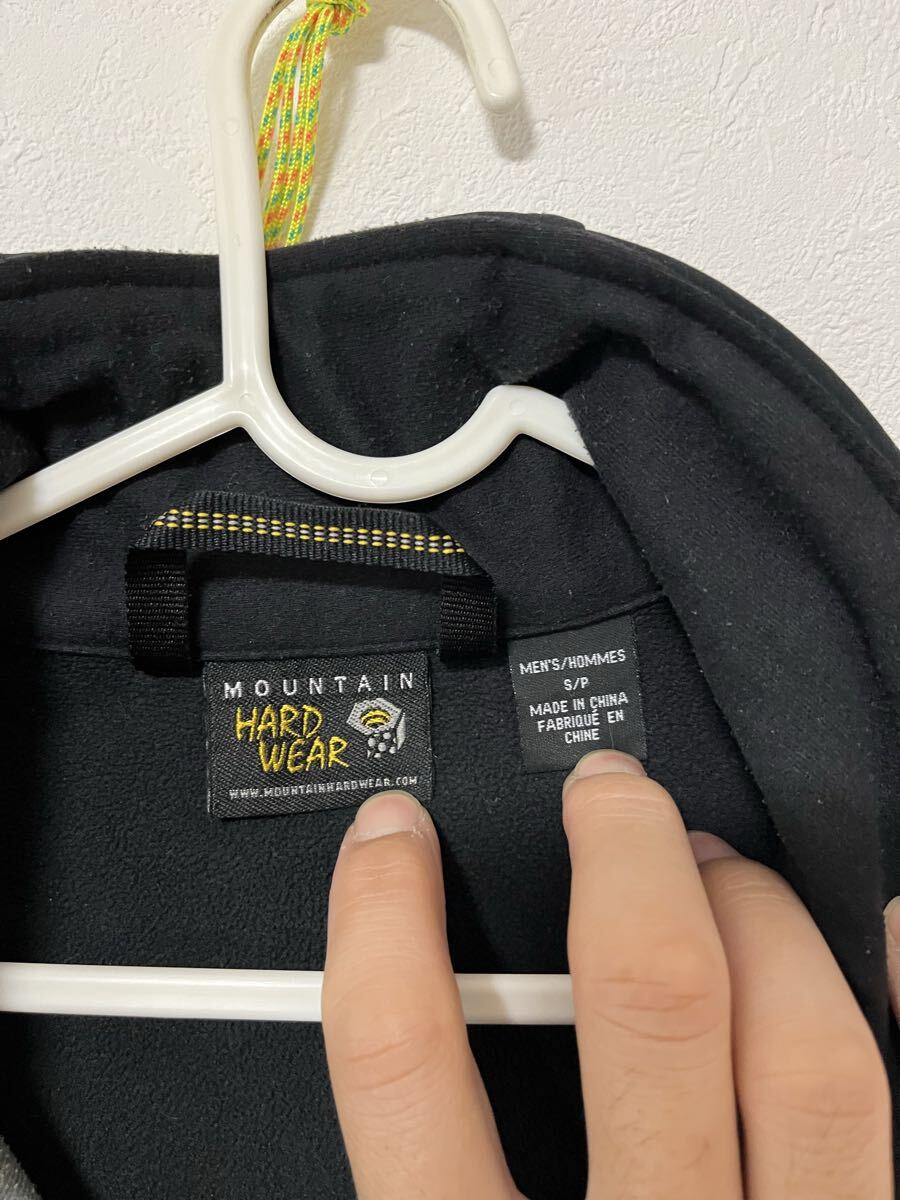 MOUNTAIN
HARD
WEAR
WWW.MOUNTAINHARDWEAR.COM
MEN'S/HOMMES
S/P
MADE IN CHINA
FABRIQUÉ EN
CHINE